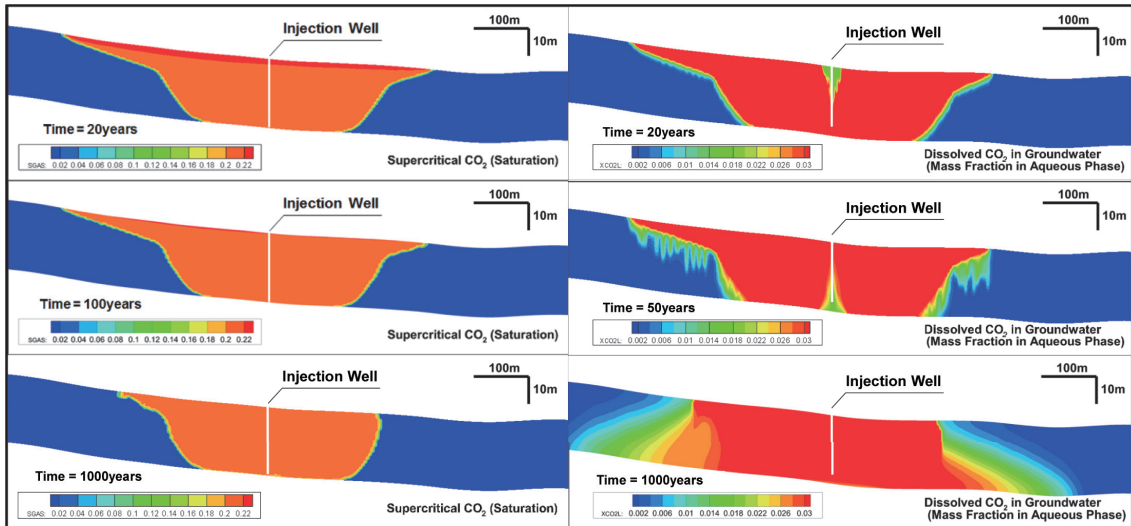 100m
10m
Injection Well
Time = 20years
SGAS: 0.02 0.04 0.06 0.08 0.1 0.12 0.14 0.16 0.18 0.2 0.22
Supercritical CO₂ (Saturation)
100m
10m
Injection Well
Time = 20years
XCO2L: 0.002 0.006 0.01 0.014 0.018 0.022 0.026 0.03
Dissolved CO₂ in Groundwater
(Mass Fraction in Aqueous Phase)
100m
10m
Injection Well
Time = 100years
SGAS: 0.02 0.04 0.06 0.08 0.1 0.12 0.14 0.16 0.18 0.2 0.22
Supercritical CO₂ (Saturation)
100m
10m
Injection Well
Time = 50years
XCO2L: 0.002 0.006 0.01 0.014 0.018 0.022 0.026 0.03
Dissolved CO₂ in Groundwater
(Mass Fraction in Aqueous Phase)
100m
10m
Injection Well
Time = 1000years
SGAS: 0.02 0.04 0.06 0.08 0.1 0.12 0.14 0.16 0.18 0.2 0.22
Supercritical CO₂ (Saturation)
100m
10m
Injection Well
Time = 1000years
XCO2L: 0.002 0.006 0.01 0.014 0.018 0.022 0.026 0.03
Dissolved CO₂ in Groundwater
(Mass Fraction in Aqueous Phase)